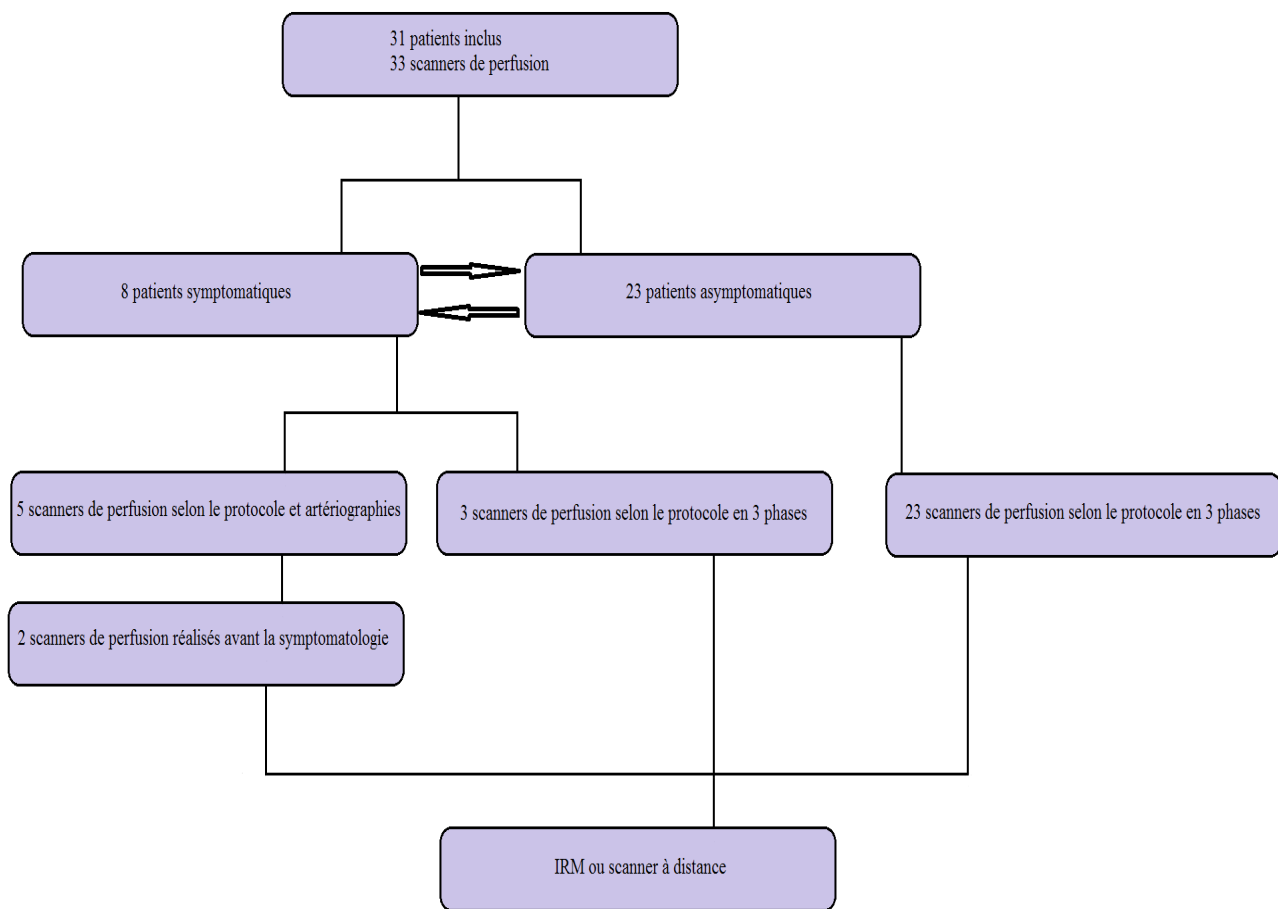 31 patients inclus
33 scanners de perfusion
8 patients symptomatiques
23 patients asymptomatiques
5 scanners de perfusion selon le protocole et artériographies
3 scanners de perfusion selon le protocole en 3 phases
23 scanners de perfusion selon le protocole en 3 phases
2 scanners de perfusion réalisés avant la symptomatologie
IRM ou scanner à distance